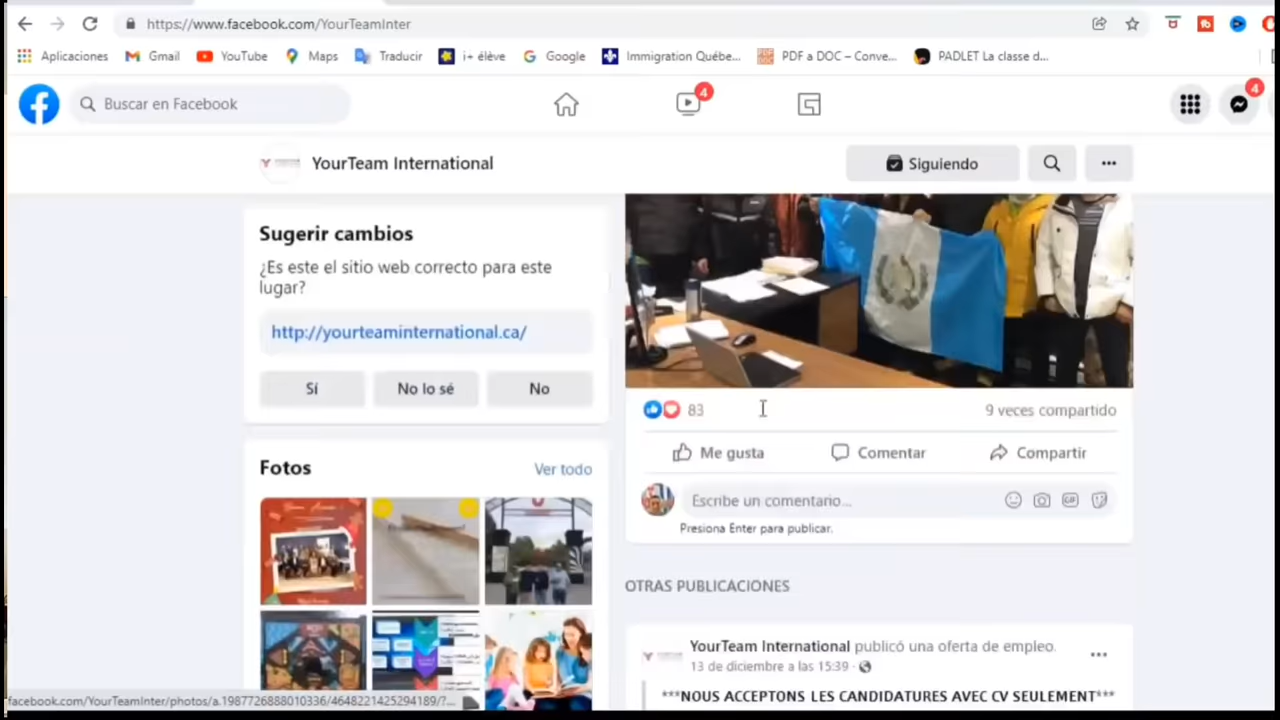 https://www.facebook.com/YourTeamInter
Aplicaciones
Gmail
YouTube
Maps
Traducir
i+ élève
Google
Immigration Québe...
PDF a DOC – Conve...
PADLET La classe d...
Buscar en Facebook
4
4
YourTeam International
Siguiendo
Sugerir cambios
¿Es este el sitio web correcto para este
lugar?
http://yourteaminternational.ca/
Sí
No lo sé
No
Fotos
Ver todo
83
9 veces compartido
Me gusta
Comentar
Compartir
Escribe un comentario...
Presiona Enter para publicar.
OTRAS PUBLICACIONES
YourTeam International publicó una oferta de empleo.
13 de diciembre a las 15:39 ·
***NOUS ACCEPTONS LES CANDIDATURES AVEC CV SEULEMENT***
facebook.com/YourTeamInter/photos/a.1987726888010336/4648221425294189/?...